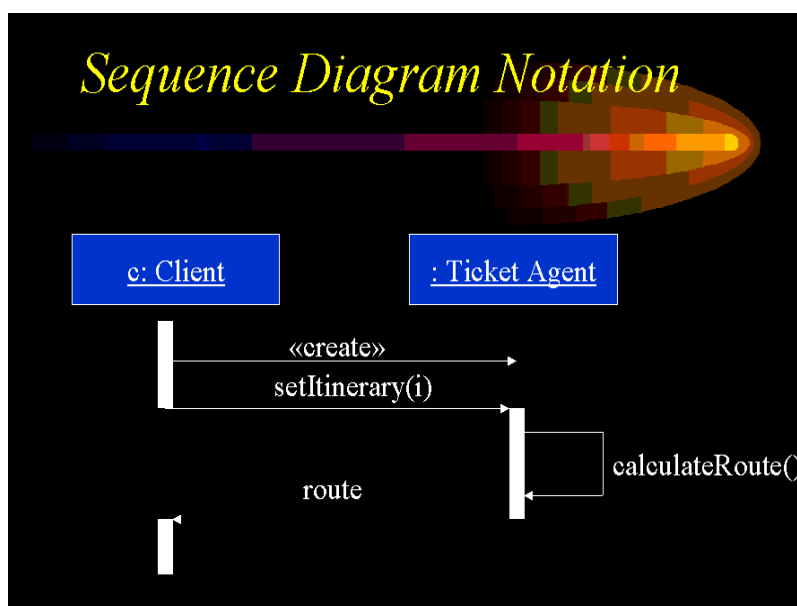 Sequence Diagram Notation
c: Client
: Ticket Agent
«create»
setItinerary(i)
calculateRoute()
route